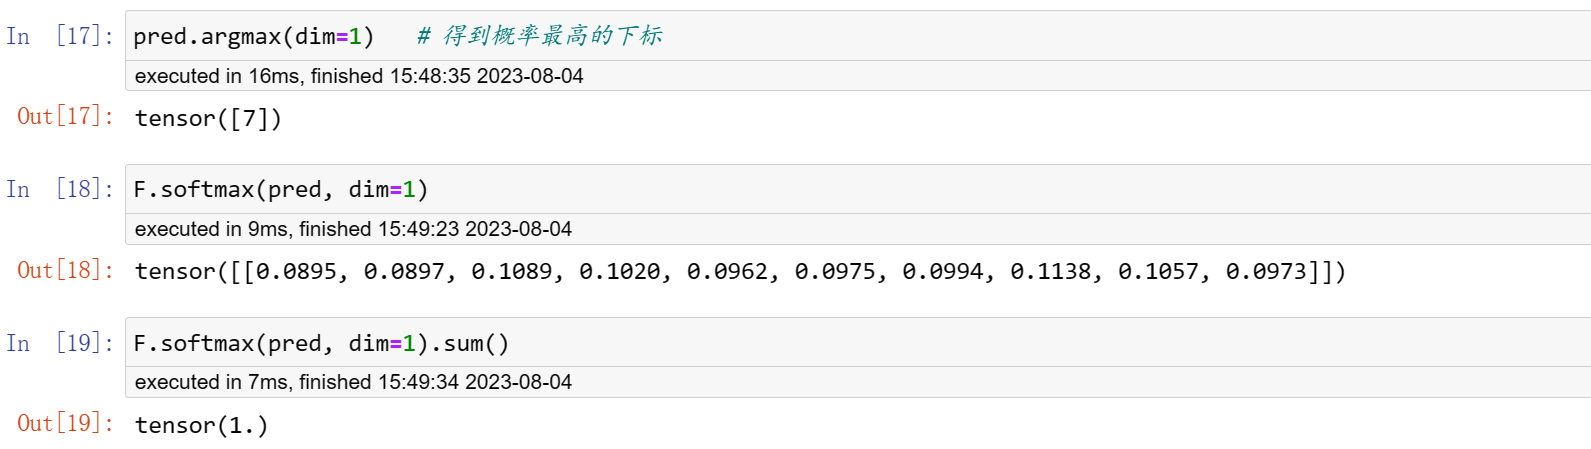 In [17]: pred.argmax(dim=1)   # 得到概率最高的下标
executed in 16ms, finished 15:48:35 2023-08-04
Out[17]: tensor([7])
In [18]: F.softmax(pred, dim=1)
executed in 9ms, finished 15:49:23 2023-08-04
Out[18]: tensor([[0.0895, 0.0897, 0.1089, 0.1020, 0.0962, 0.0975, 0.0994, 0.1138, 0.1057, 0.0973]])
In [19]: F.softmax(pred, dim=1).sum()
executed in 7ms, finished 15:49:34 2023-08-04
Out[19]: tensor(1.)